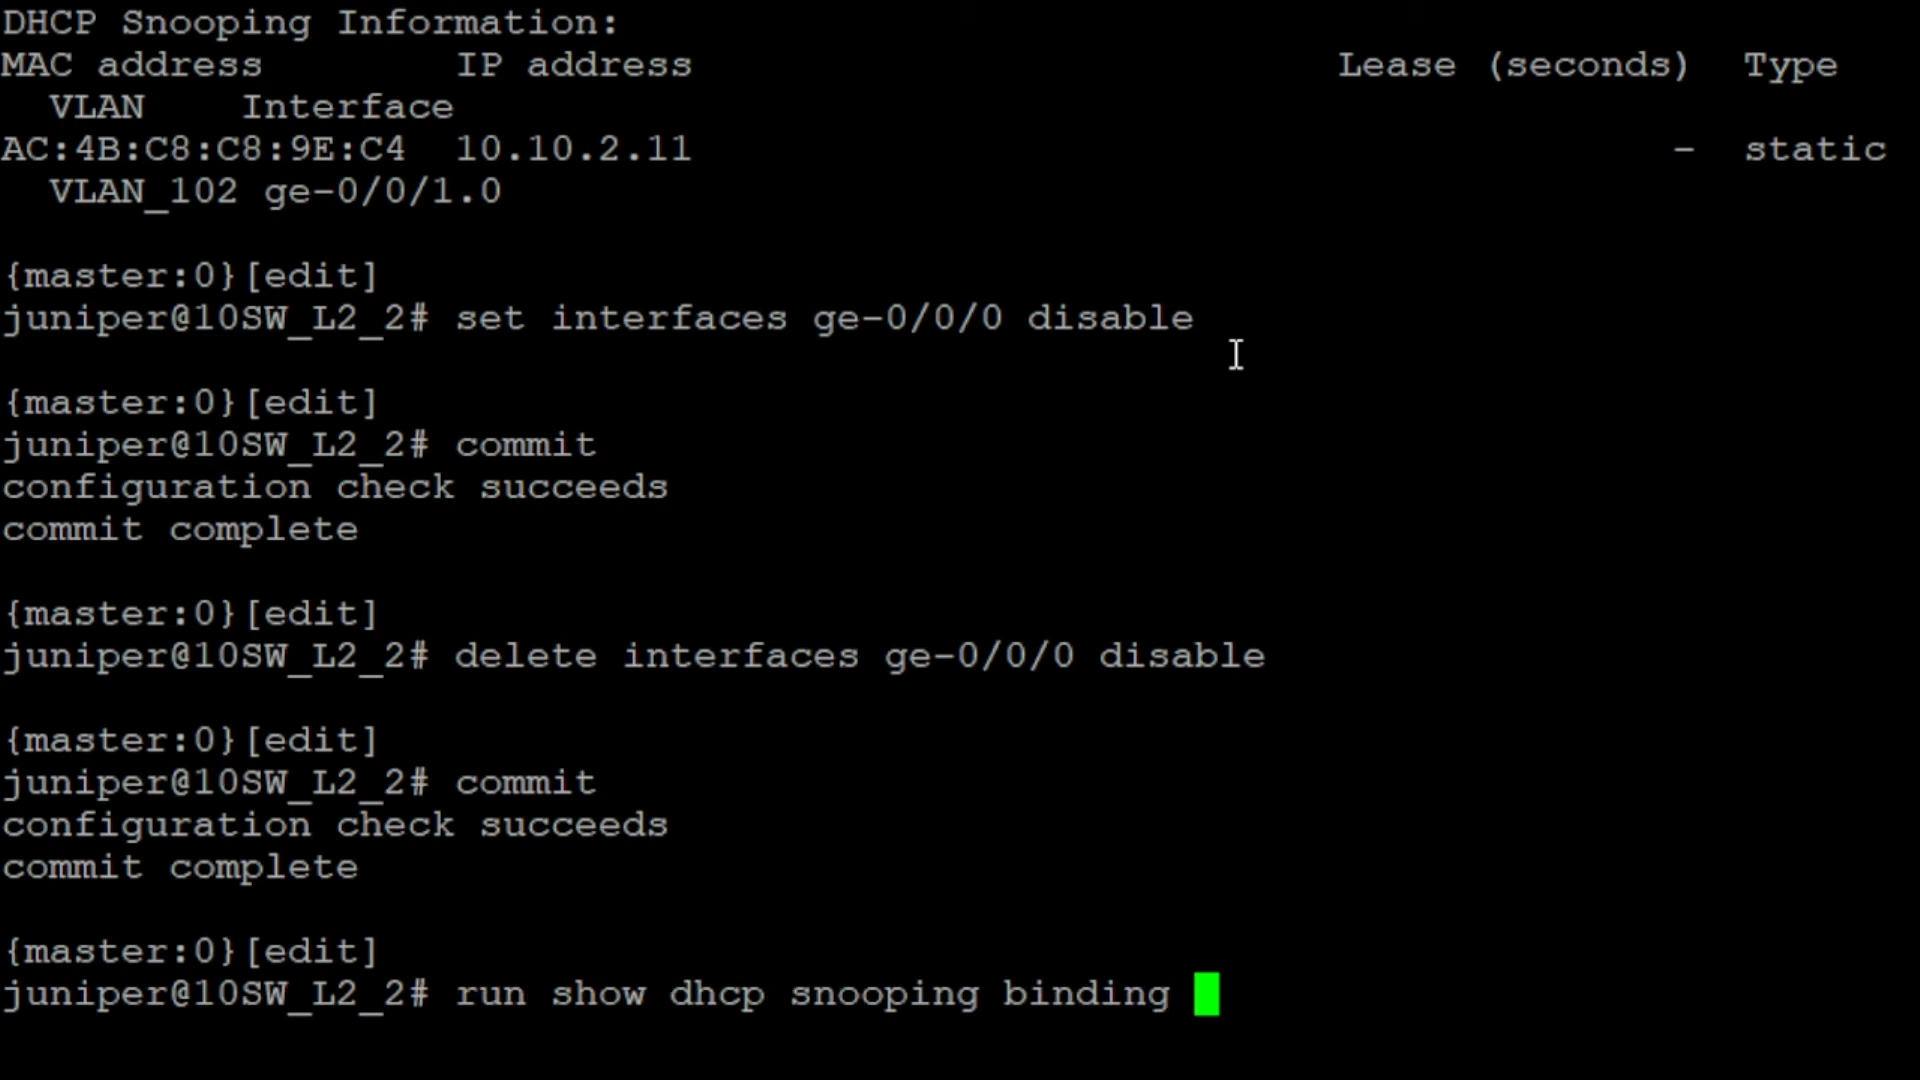 DHCP Snooping Information:
MAC address IP address Lease (seconds) Type
VLAN Interface
AC:4B:C8:C8:9E:C4 10.10.2.11 - static
VLAN_102 ge-0/0/1.0
{master:0}[edit]
juniper@10SW_L2_2# set interfaces ge-0/0/0 disable
{master:0}[edit]
juniper@10SW_L2_2# commit
configuration check succeeds
commit complete
{master:0}[edit]
juniper@10SW_L2_2# delete interfaces ge-0/0/0 disable
{master:0}[edit]
juniper@10SW_L2_2# commit
configuration check succeeds
commit complete
{master:0}[edit]
juniper@10SW_L2_2# run show dhcp snooping binding